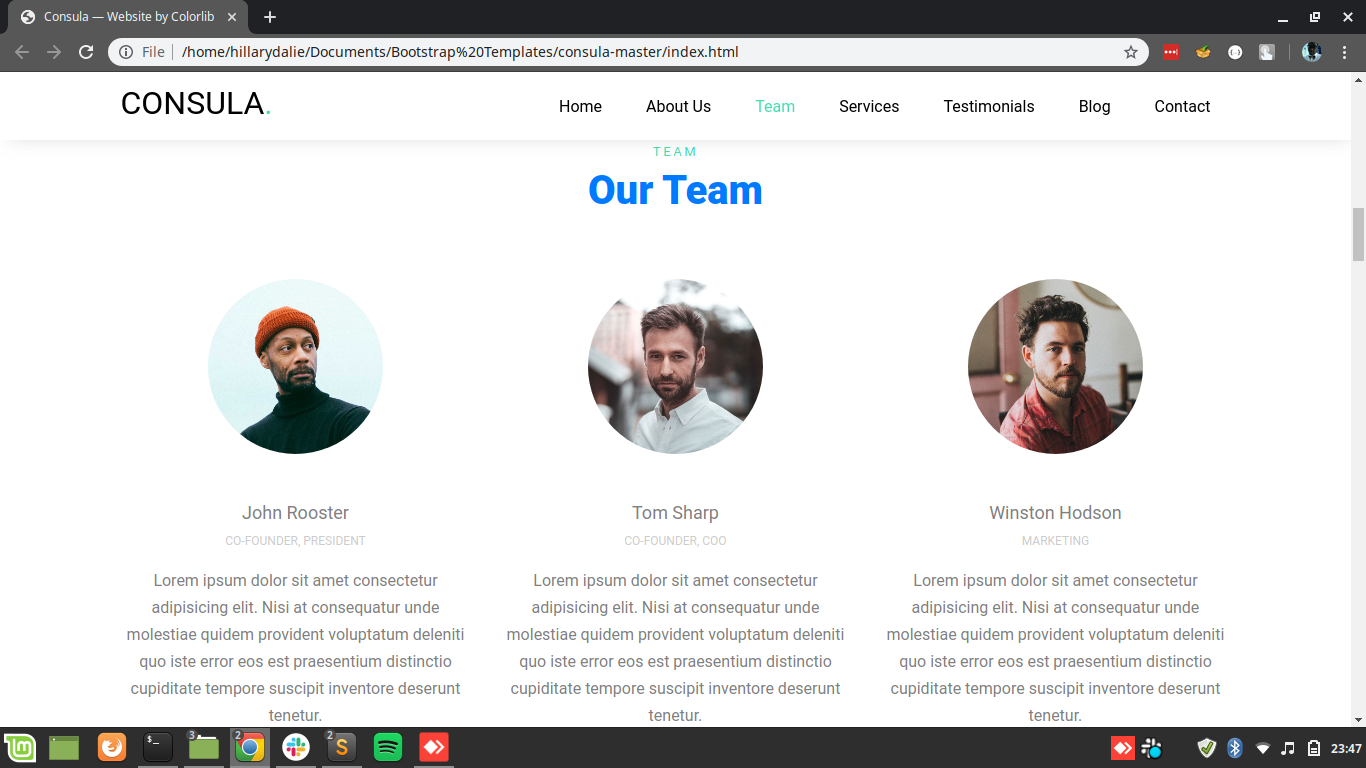 Consula — Website by Colorlib
File
/home/hillarydalie/Documents/Bootstrap%20Templates/consula-master/index.html
CONSULA.
Home About Us Team Services Testimonials Blog Contact
TEAM
Our Team
John Rooster
CO-FOUNDER, PRESIDENT
Lorem ipsum dolor sit amet consectetur
adipisicing elit. Nisi at consequatur unde
molestiae quidem provident voluptatum deleniti
quo iste error eos est praesentium distinctio
cupiditate tempore suscipit inventore deserunt
tenetur.
Tom Sharp
CO-FOUNDER, COO
Lorem ipsum dolor sit amet consectetur
adipisicing elit. Nisi at consequatur unde
molestiae quidem provident voluptatum deleniti
quo iste error eos est praesentium distinctio
cupiditate tempore suscipit inventore deserunt
tenetur.
Winston Hodson
MARKETING
Lorem ipsum dolor sit amet consectetur
adipisicing elit. Nisi at consequatur unde
molestiae quidem provident voluptatum deleniti
quo iste error eos est praesentium distinctio
cupiditate tempore suscipit inventore deserunt
tenetur.
3
2
2
23:47